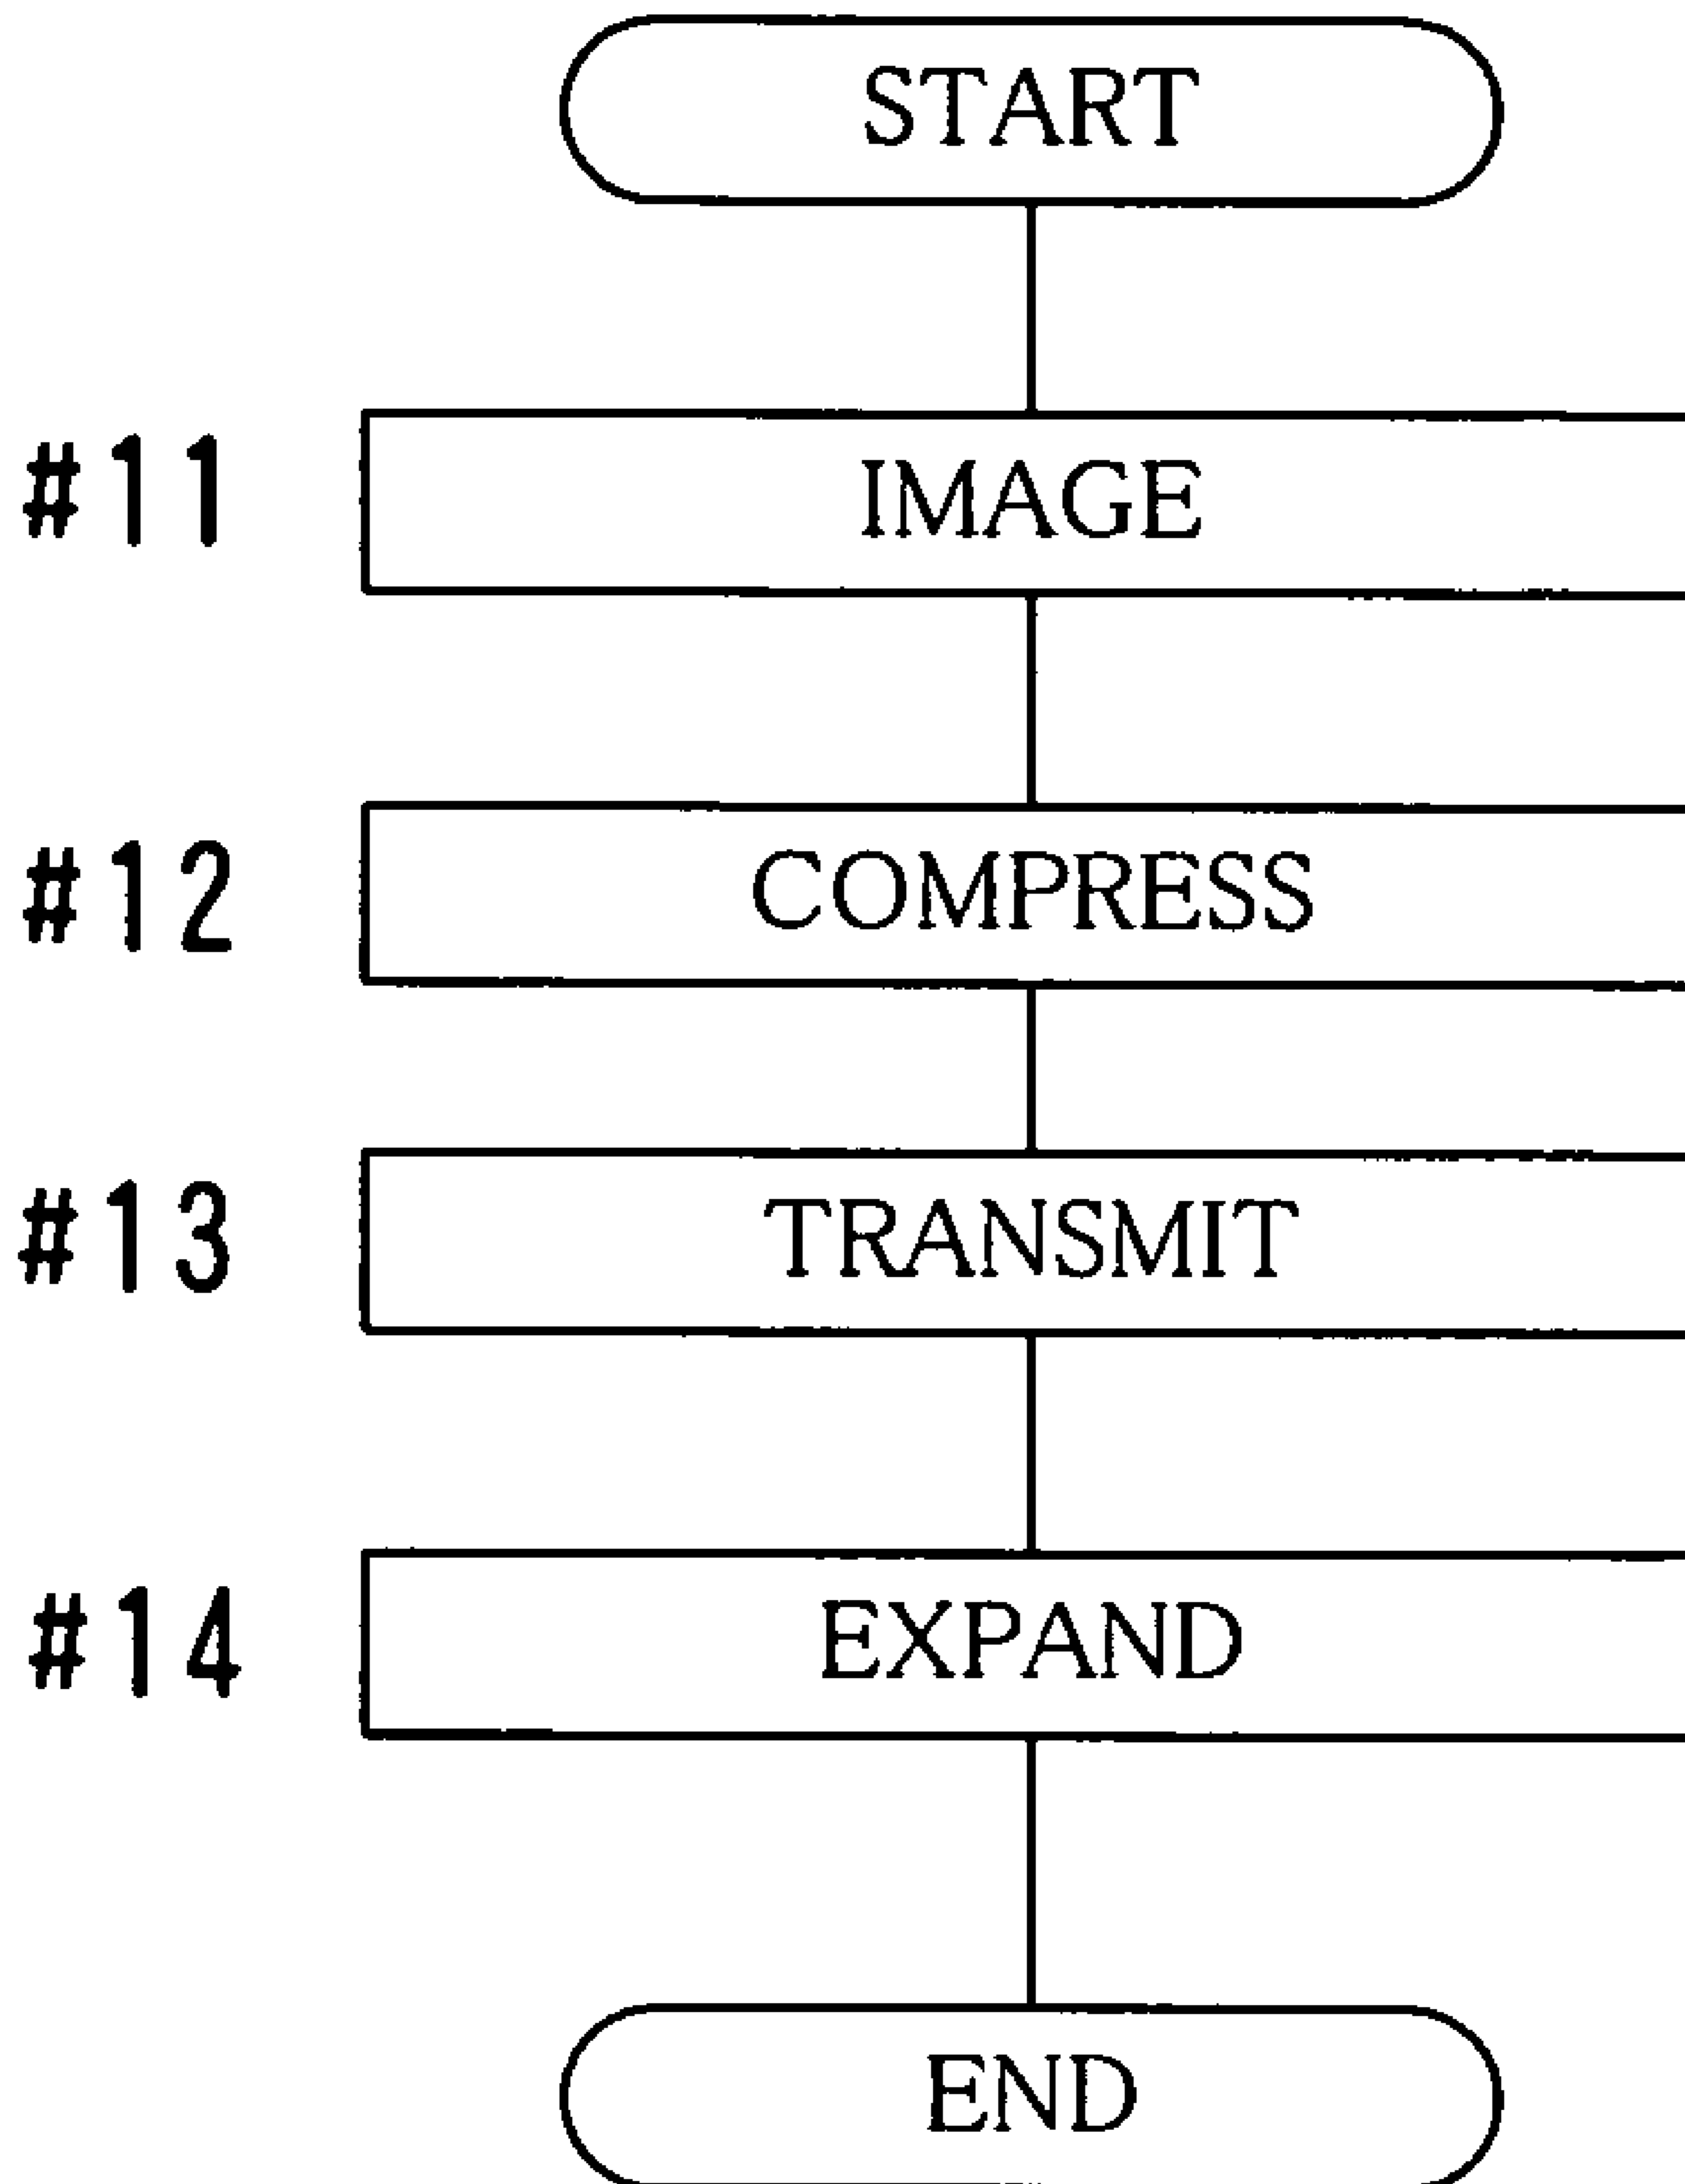 START
#11 IMAGE
#12 COMPRESS
#13 TRANSMIT
#14 EXPAND
END